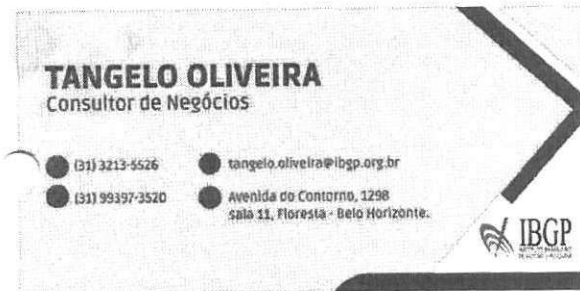 TANGELO OLIVEIRA
Consultor de Negócios
(31) 3213-5526
(31) 99397-3520
tangelo.oliveira@ibgp.org.br
Avenida do Contorno, 1298
sala 11, Floresta - Belo Horizonte.
IBGP